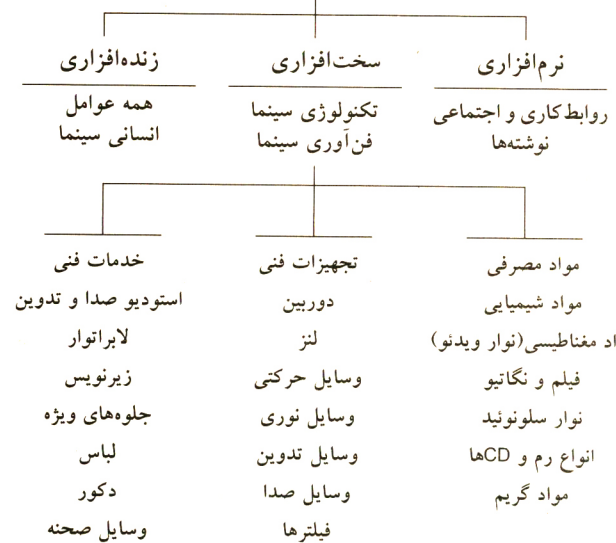 نرم‌افزاری
روابط کاری و اجتماعی
نوشته‌ها
سخت‌افزاری
تکنولوژی سینما
فن‌آوری سینما
زنده‌افزاری
همه عوامل
انسانی سینما
مواد مصرفی
مواد شیمیایی
مغناطیسی(نوار ویدئو)
فیلم و نگاتیو
نوار سلونوئید
انواع رم و CDها
مواد گریم
تجهیزات فنی
دوربین
لنز
وسایل حرکتی
وسایل نوری
وسایل تدوین
وسایل صدا
فیلترها
خدمات فنی
استودیو صدا و تدوین
لابراتوار
زیرنویس
جلوه‌های ویژه
لباس
دکور
وسایل صحنه